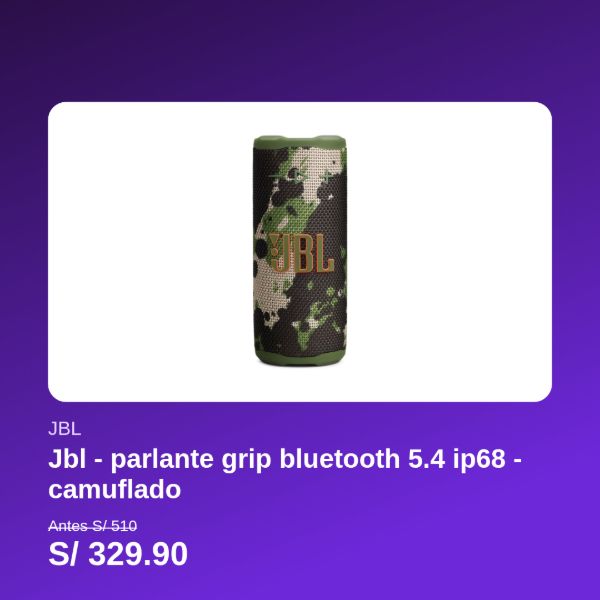 JBL
JBL
Jbl - parlante grip bluetooth 5.4 ip68 -
camuflado
Antes S/ 510
S/ 329.90